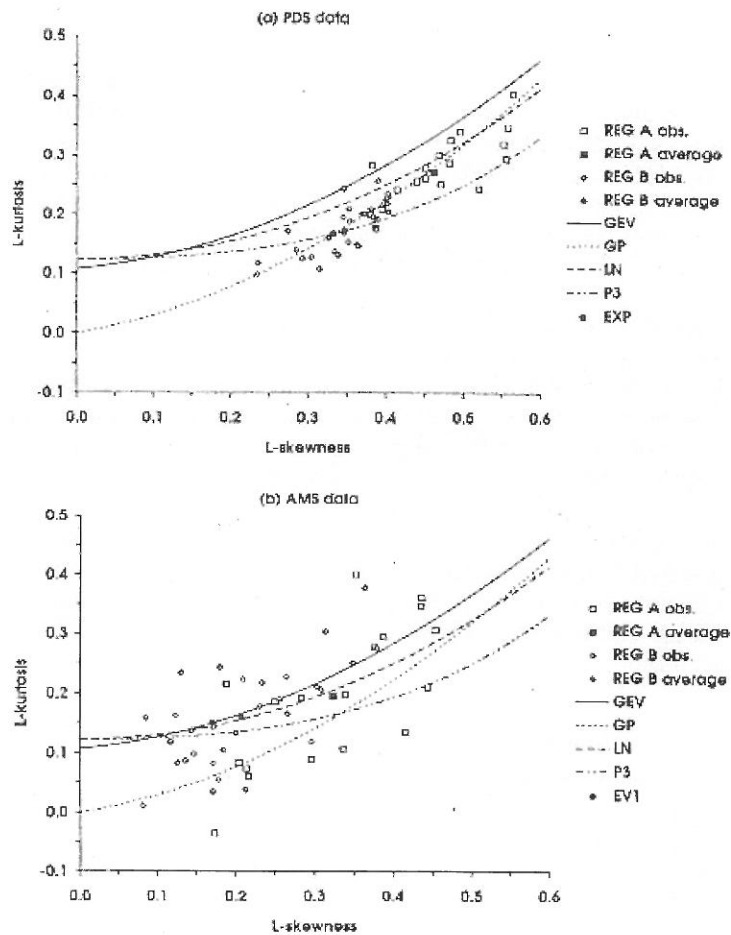 (a) PDS data
0.5
0.4
0.3
0.2
0.1
0.0
-0.1
L-kurtosis
0.0 0.1 0.2 0.3 0.4 0.5 0.6
L-skewness
REG A obs.
REG A average
REG B obs.
REG B average
GEV
GP
LN
P3
EXP
(b) AMS data
0.5
0.4
0.3
0.2
0.1
0.0
-0.1
L-kurtosis
0.0 0.1 0.2 0.3 0.4 0.5 0.6
L-skewness
REG A obs.
REG A average
REG B obs.
REG B average
GEV
GP
LN
P3
EV1